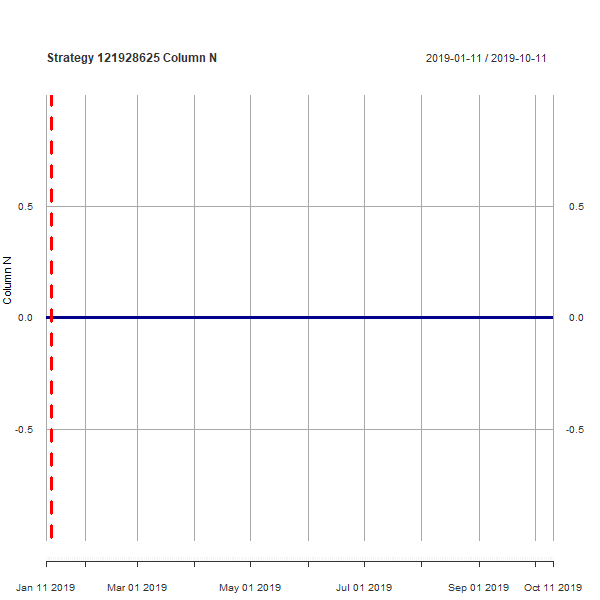 Strategy 121928625 Column N
2019-01-11 / 2019-10-11
0.5
0.5
Column N
0.0
0.0
-0.5
-0.5
Jan 11 2019
Mar 01 2019
May 01 2019
Jul 01 2019
Sep 01 2019
Oct 11 2019